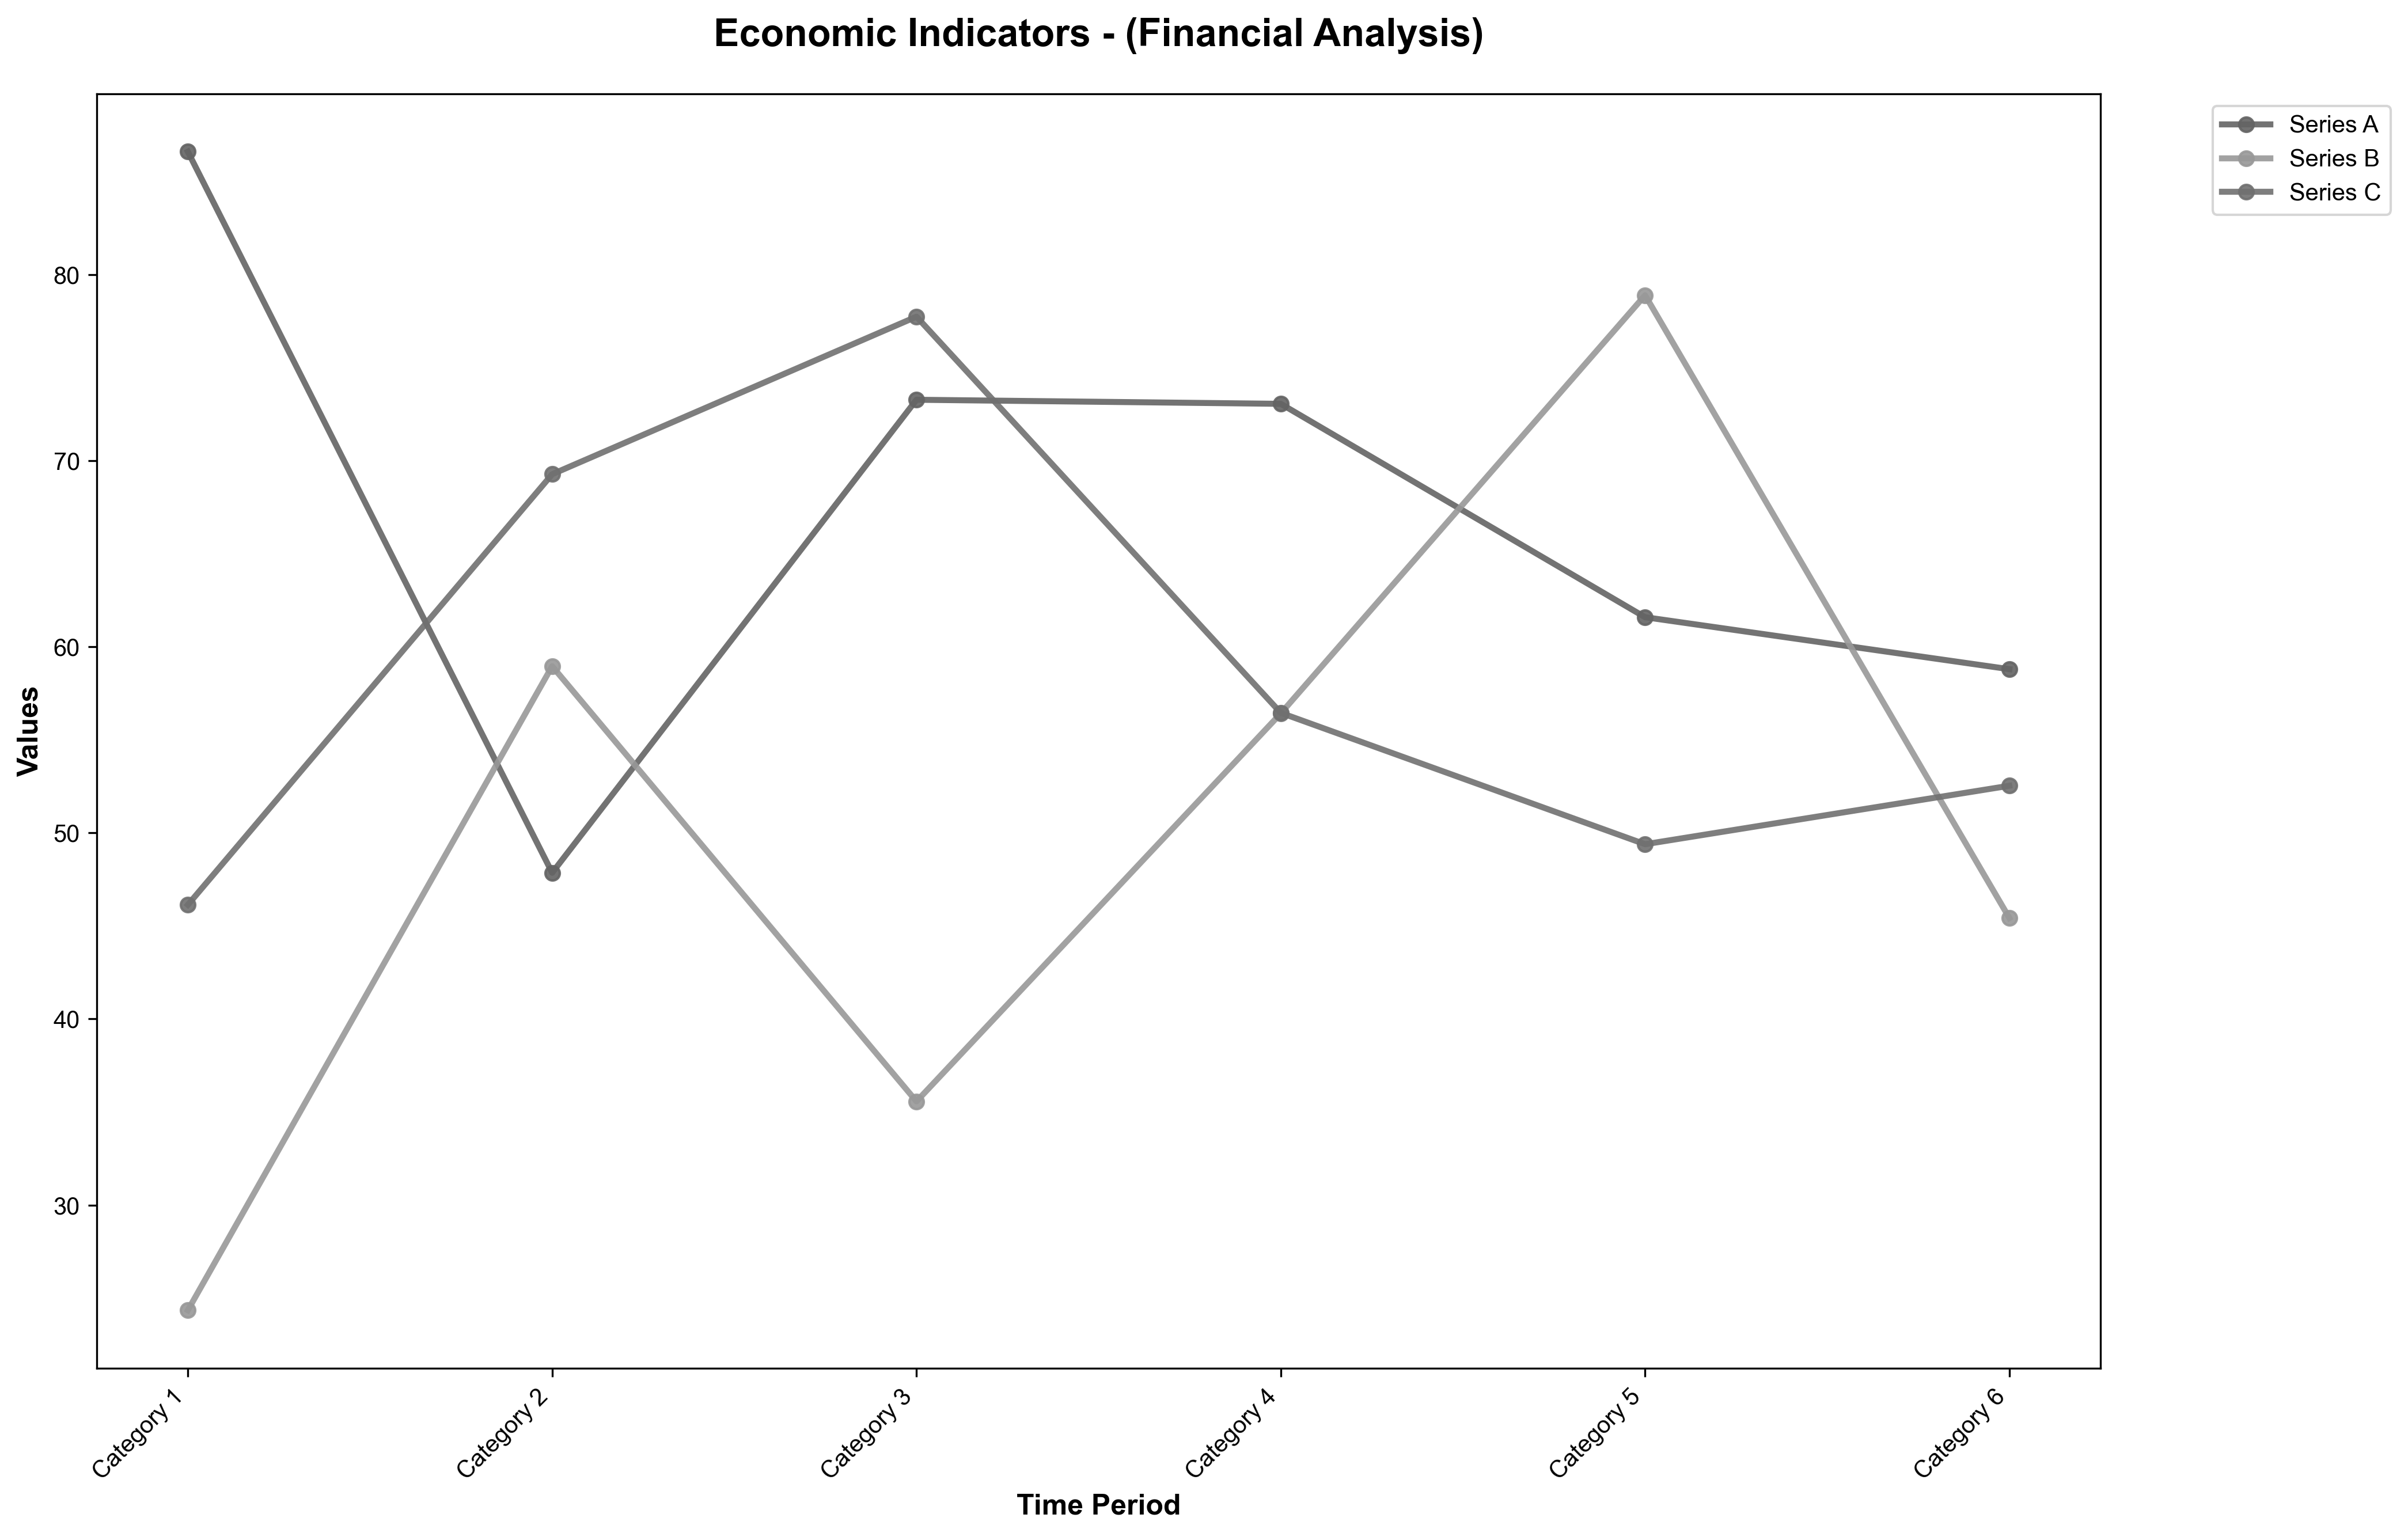 Economic Indicators - (Financial Analysis)
Series A
Series B
Series C
80
70
60
50
40
30
Values
Category 1
Category 2
Category 3
Category 4
Category 5
Category 6
Time Period